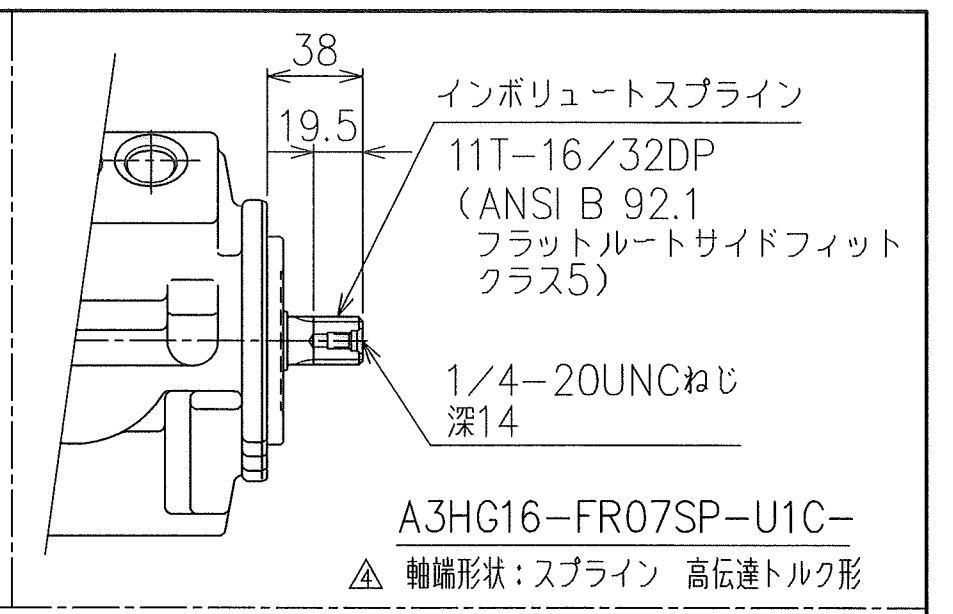 38
19.5
インボリュートスプライン
11T-16/32DP
(ANSI B 92.1
フラットルートサイドフィット
クラス5)
1/4-20UNCねじ
深14
A3HG16-FR07SP-U1C-
4 軸端形状:スプライン 高伝達トルク形